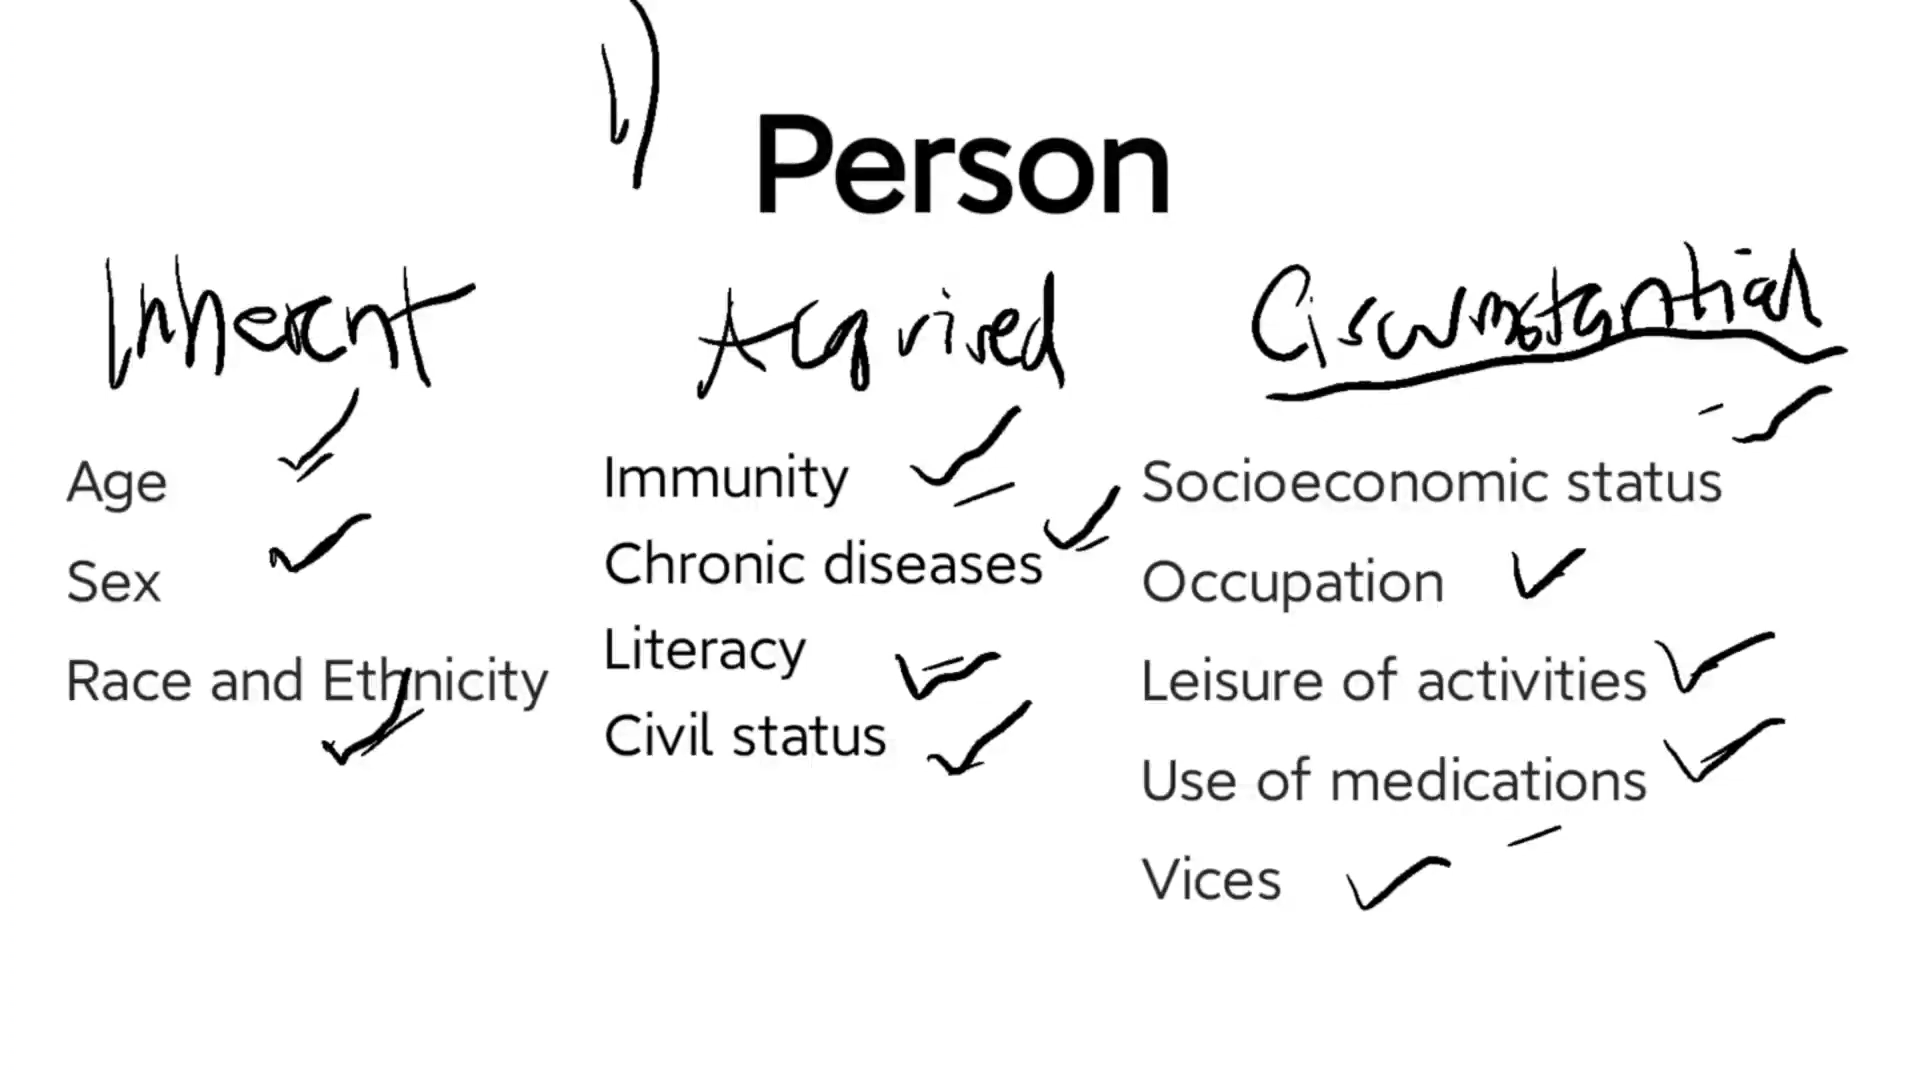 1)
Person
Inherent
Age
Sex
Race and Ethnicity
Acquired
Immunity
Chronic diseases
Literacy
Civil status
Circumstantial
Socioeconomic status
Occupation
Leisure of activities
Use of medications
Vices